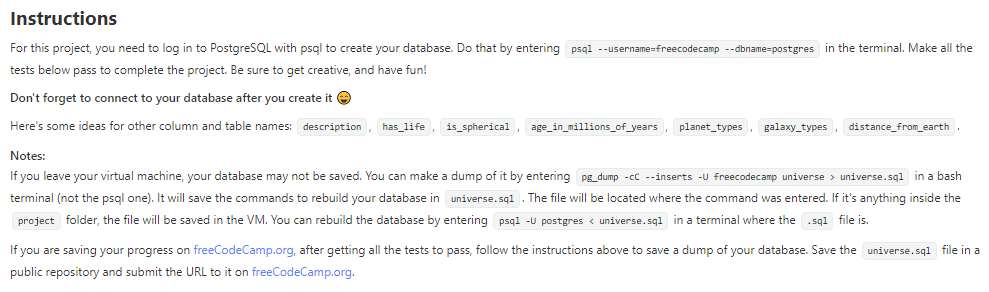 Instructions
For this project, you need to log in to PostgreSQL with psql to create your database. Do that by entering psql --username=freecodecamp --dbname=postgres in the terminal. Make all the
tests below pass to complete the project. Be sure to get creative, and have fun!
Don't forget to connect to your database after you create it 😄
Here's some ideas for other column and table names: description, has_life, is_spherical, age_in_millions_of_years, planet_types, galaxy_types, distance_from_earth.
Notes:
If you leave your virtual machine, your database may not be saved. You can make a dump of it by entering pg_dump -cC --inserts -U freecodecamp universe > universe.sql in a bash
terminal (not the psql one). It will save the commands to rebuild your database in universe.sql. The file will be located where the command was entered. If it's anything inside the
project folder, the file will be saved in the VM. You can rebuild the database by entering psql -U postgres < universe.sql in a terminal where the .sql file is.
If you are saving your progress on freeCodeCamp.org, after getting all the tests to pass, follow the instructions above to save a dump of your database. Save the universe.sql file in a
public repository and submit the URL to it on freeCodeCamp.org.